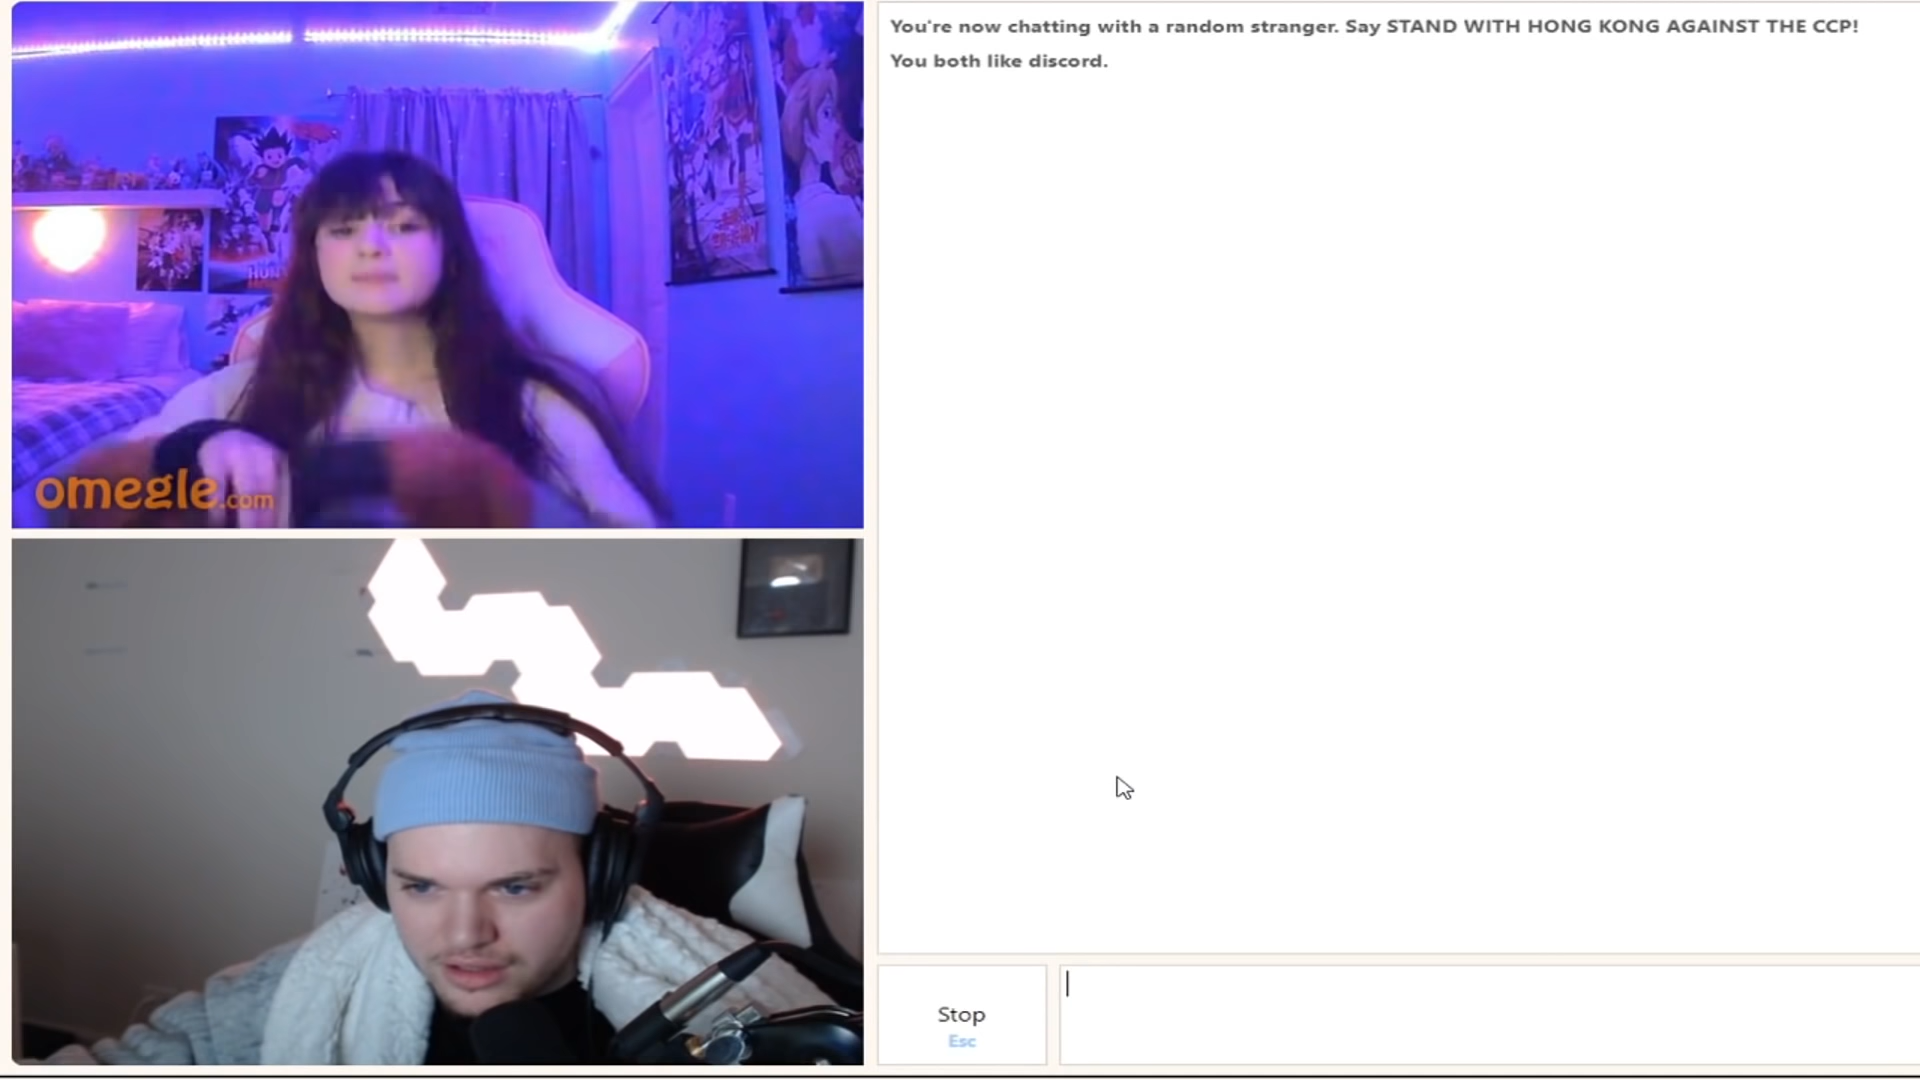 You're now chatting with a random stranger. Say STAND WITH HONG KONG AGAINST THE CCP!
You both like discord.
HUN
omegle.com
Stop
Esc